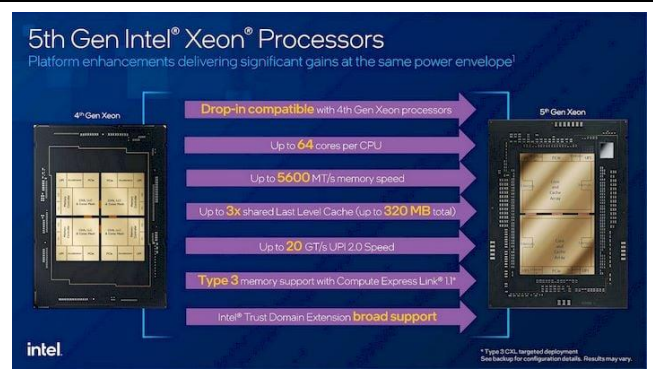 5th Gen Intel® Xeon® Processors
Platform enhancements delivering significant gains at the same power envelope¹
4th Gen Xeon
5th Gen Xeon
Drop-in compatible with 4th Gen Xeon processors
Up to 64 cores per CPU
Up to 5600 MT/s memory speed
Up to 3x shared Last Level Cache (up to 320 MB total)
Up to 20 GT/s UPI 2.0 Speed
Type 3 memory support with Compute Express Link® 1.1*
Intel® Trust Domain Extension broad support
intel.
* Type 3 CXL targeted deployment
See backup for configuration details. Results may vary.